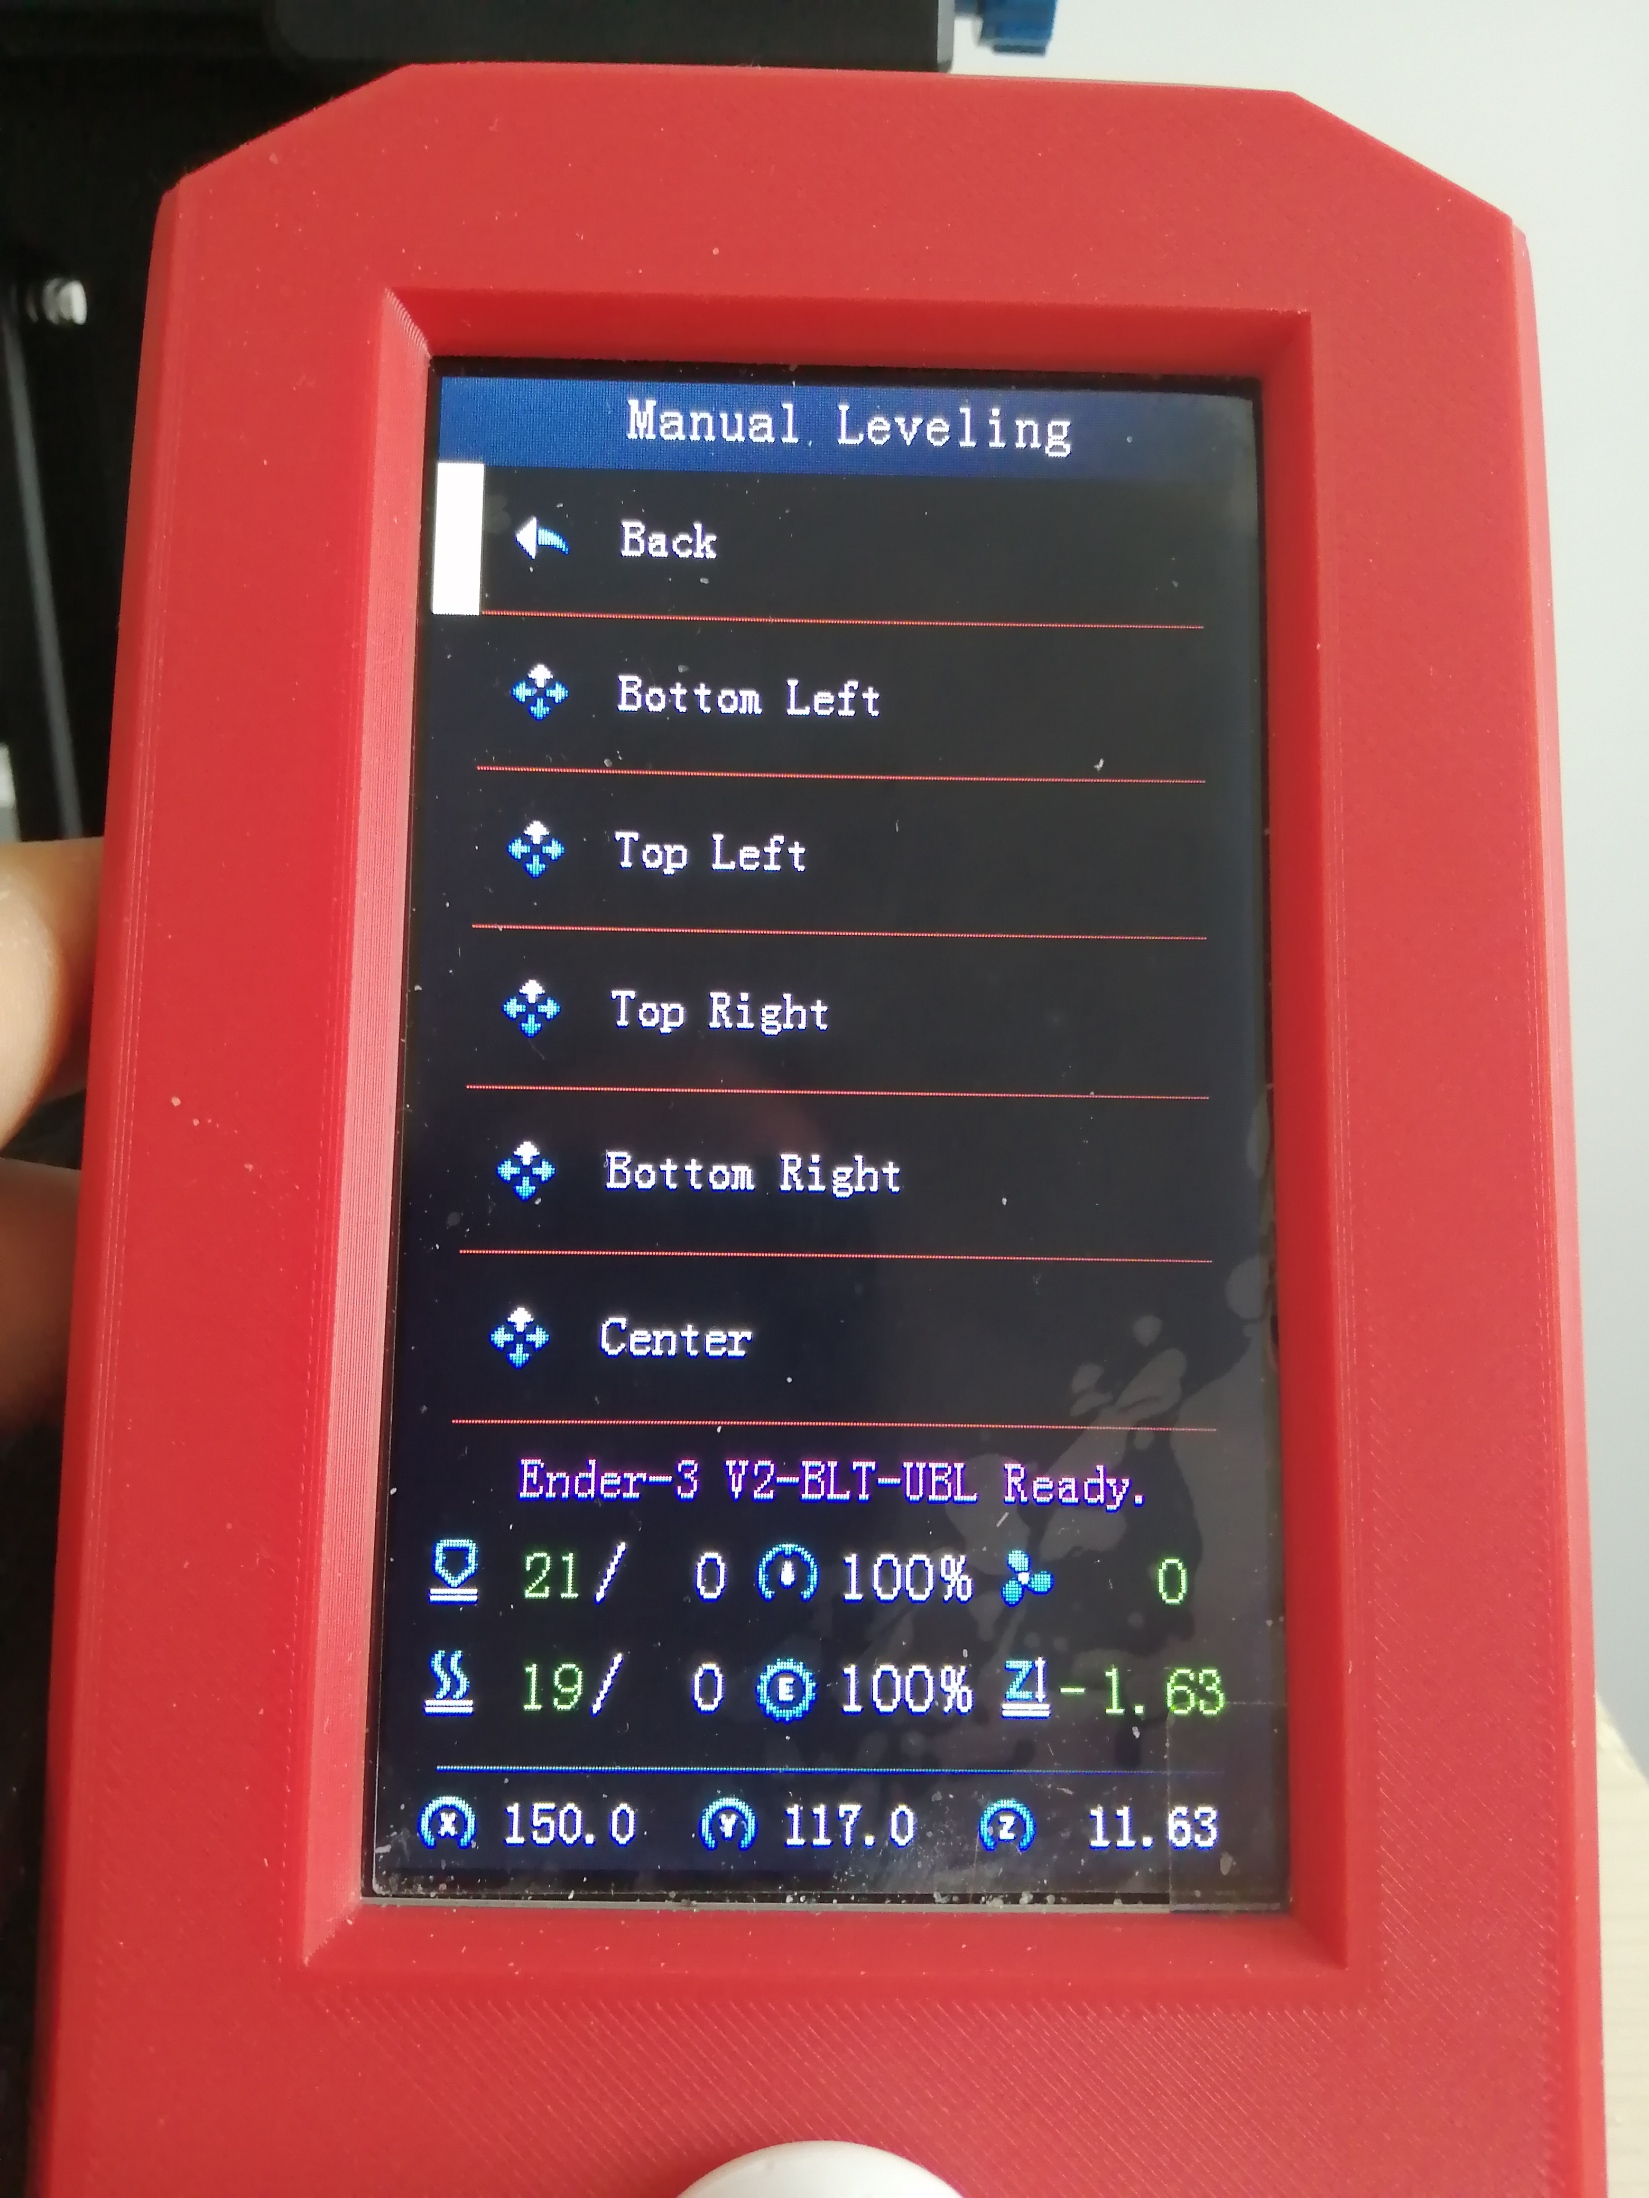 Manual Leveling
Back
Bottom Left
Top Left
Top Right
Bottom Right
Center
Ender-3 V2-BLT-UBL Ready.
21/ 0 100% 0
19/ 0 E 100% Z -1.63
X 150.0 Y 117.0 Z 11.63